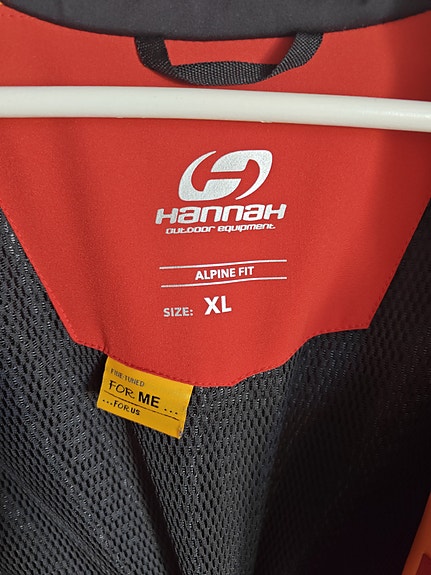 HANNAH
OUTDOOR EQUIPMENT
ALPINE FIT
SIZE: XL
FINE-TUNED
FOR ME ...
...FOR US